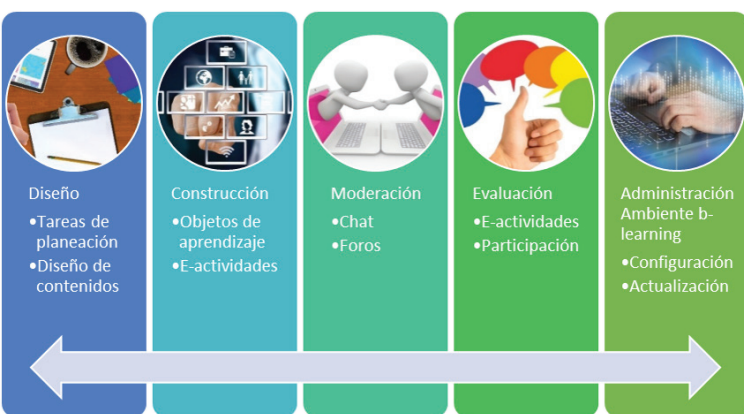 Diseño
•Tareas de
planeación
•Diseño de
contenidos
Construcción
•Objetos de
aprendizaje
•E-actividades
Moderación
•Chat
•Foros
Evaluación
•E-actividades
•Participación
Administración
Ambiente b-
learning
•Configuración
•Actualización